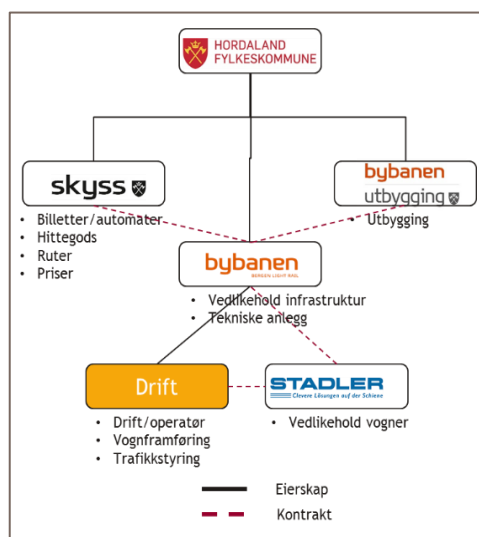 HORDALAND
FYLKESKOMMUNE
skyss
• Billetter/automater
• Hittegods
• Ruter
• Priser
bybanen
utbygging
• Utbygging
bybanen
BERGEN LIGHT RAIL
• Vedlikehold infrastruktur
• Tekniske anlegg
Drift
• Drift/operatør
• Vognframføring
• Trafikkstyring
STADLER
Clevere Lösungen auf der Schiene
• Vedlikehold vogner
Eierskap
Kontrakt